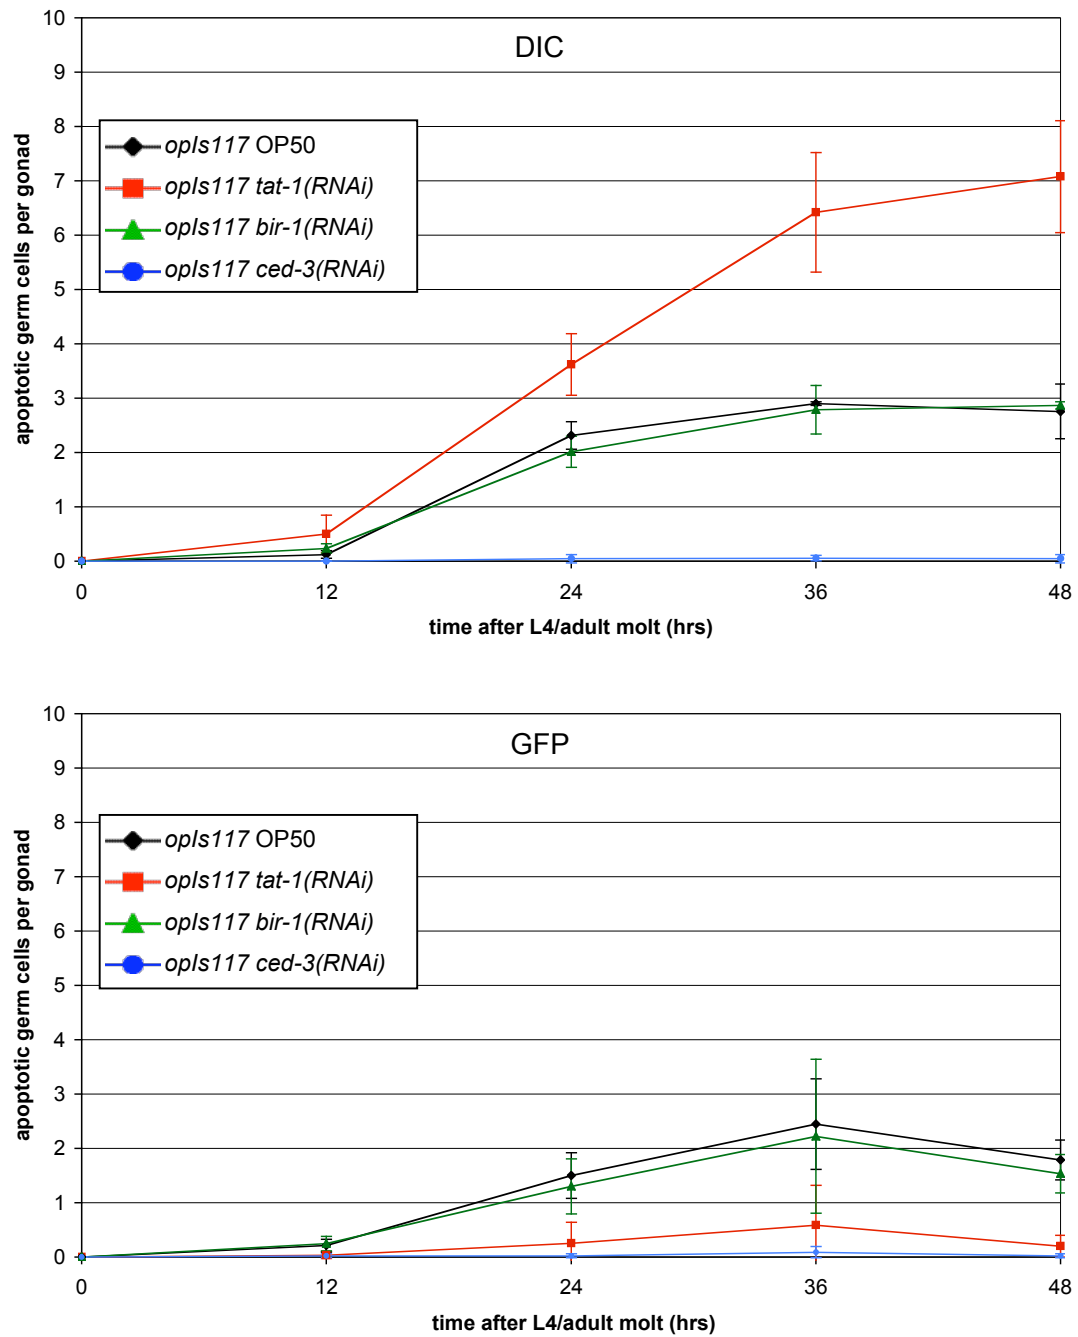 DIC
10
9
8
7
6
5
4
3
2
1
0
apoptotic germ cells per gonad
opIs117 OP50
opIs117 tat-1(RNAi)
opIs117 bir-1(RNAi)
opIs117 ced-3(RNAi)
0 12 24 36 48
time after L4/adult molt (hrs)
GFP
10
9
8
7
6
5
4
3
2
1
0
apoptotic germ cells per gonad
opIs117 OP50
opIs117 tat-1(RNAi)
opIs117 bir-1(RNAi)
opIs117 ced-3(RNAi)
0 12 24 36 48
time after L4/adult molt (hrs)